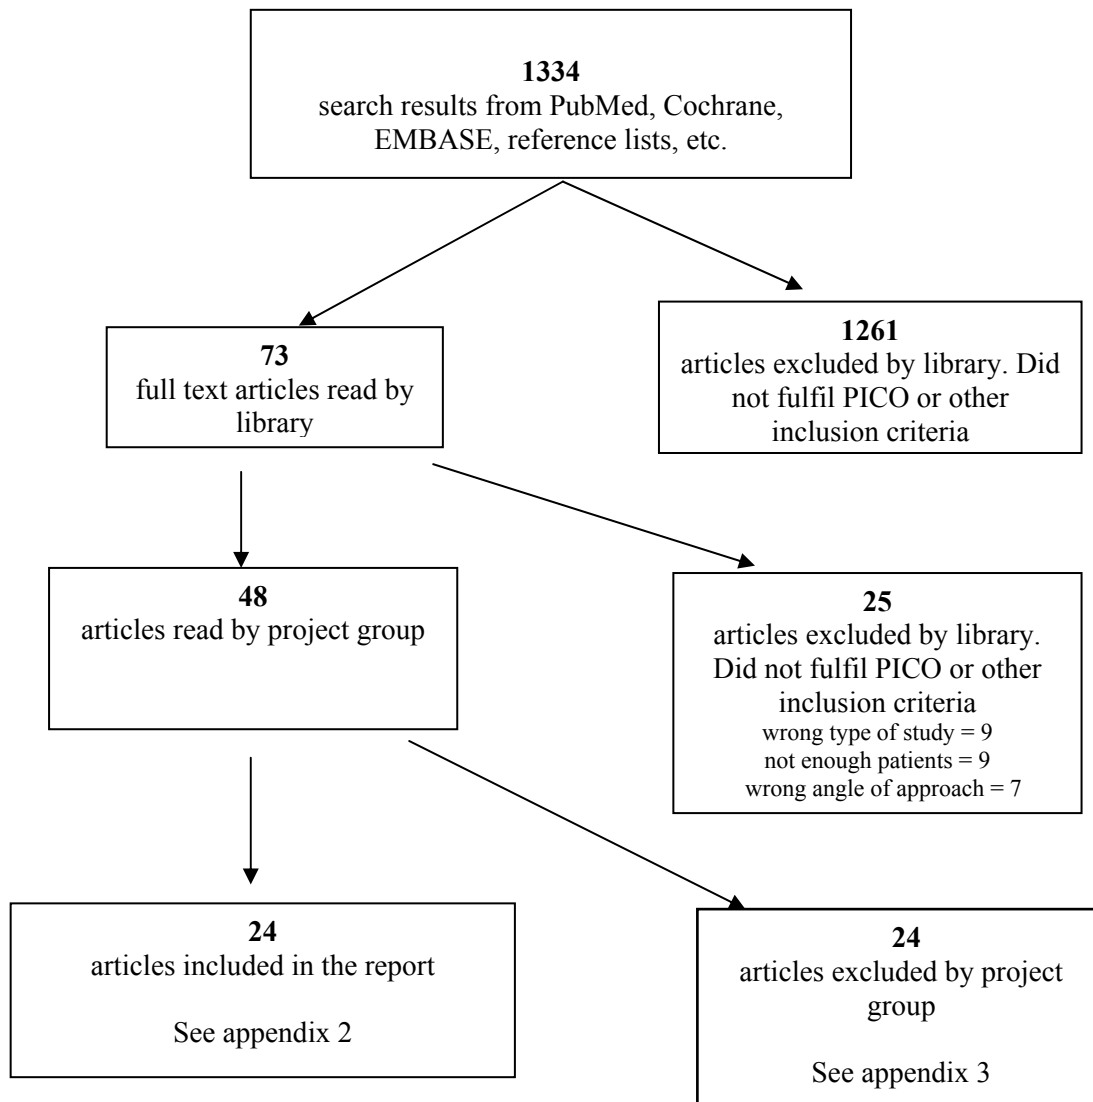 1334
search results from PubMed, Cochrane,
EMBASE, reference lists, etc.
73
full text articles read by
library
1261
articles excluded by library. Did
not fulfil PICO or other
inclusion criteria
48
articles read by project group
25
articles excluded by library.
Did not fulfil PICO or other
inclusion criteria
wrong type of study = 9
not enough patients = 9
wrong angle of approach = 7
24
articles included in the report
See appendix 2
24
articles excluded by project
group
See appendix 3